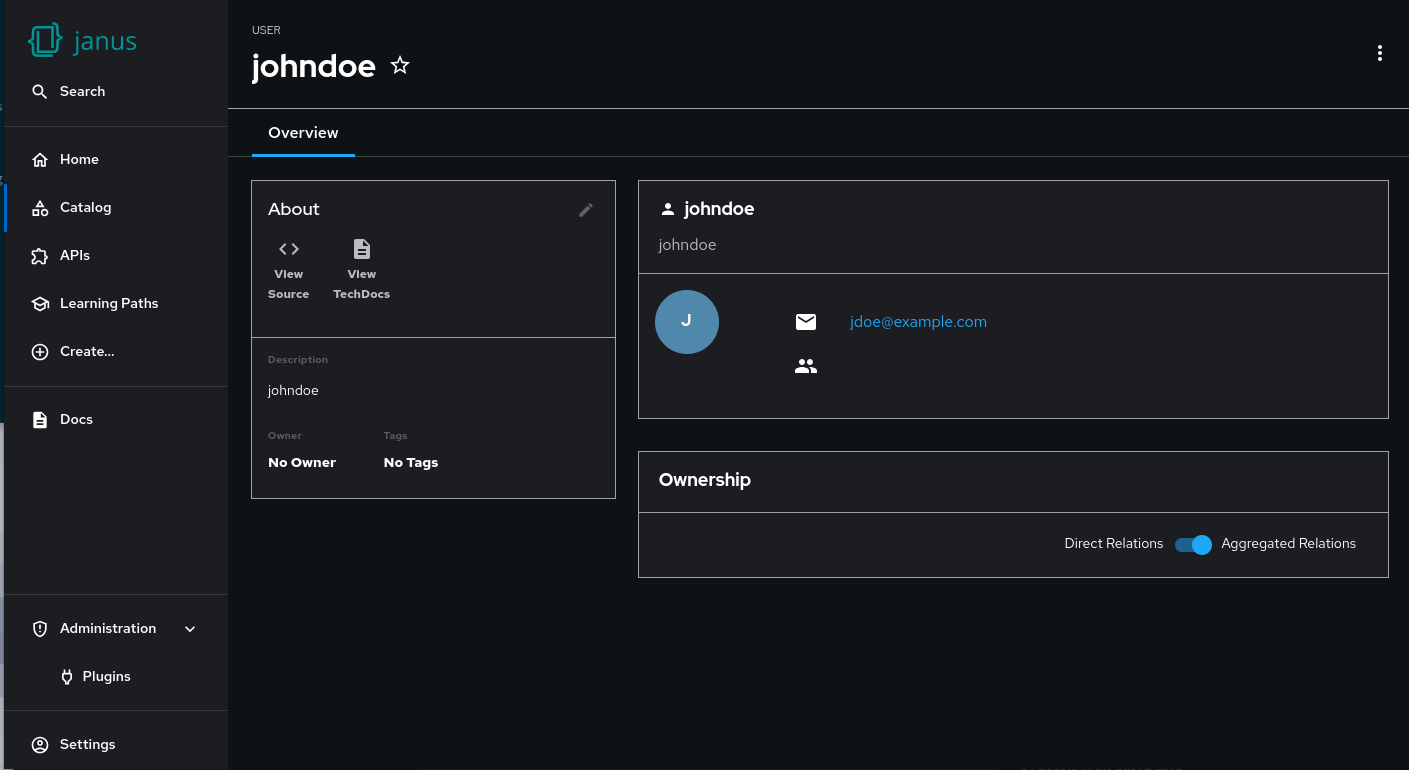 janus
Search
Home
Catalog
APIs
Learning Paths
Create...
Docs
Administration
Plugins
Settings
USER
johndoe
Overview
About
View Source
View TechDocs
Description
johndoe
Owner
No Owner
Tags
No Tags
johndoe
johndoe
J
jdoe@example.com
Ownership
Direct Relations
Aggregated Relations